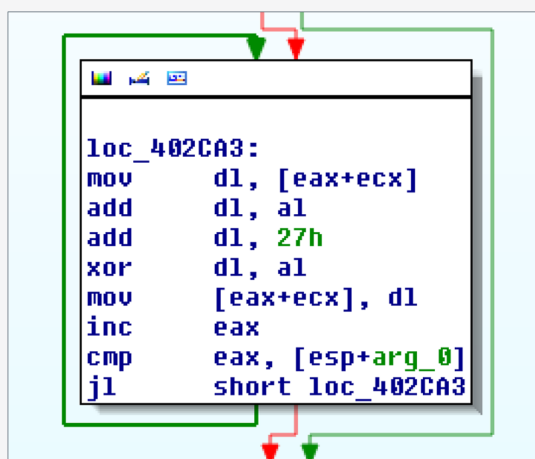 loc_402CA3:
mov dl, [eax+ecx]
add dl, al
add dl, 27h
xor dl, al
mov [eax+ecx], dl
inc eax
cmp eax, [esp+arg_0]
jl short loc_402CA3